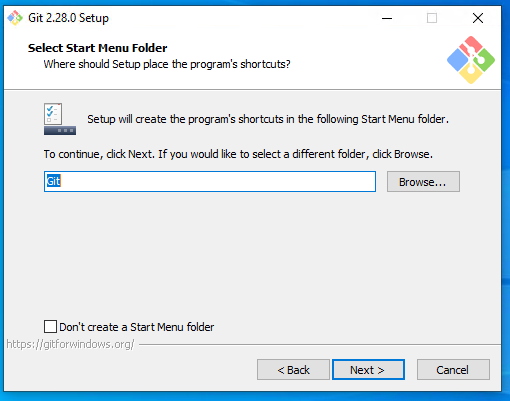 Git 2.28.0 Setup
Select Start Menu Folder
Where should Setup place the program's shortcuts?
Setup will create the program's shortcuts in the following Start Menu folder.
To continue, click Next. If you would like to select a different folder, click Browse.
Git
Browse...
Don't create a Start Menu folder
https://gitforwindows.org/
< Back
Next >
Cancel